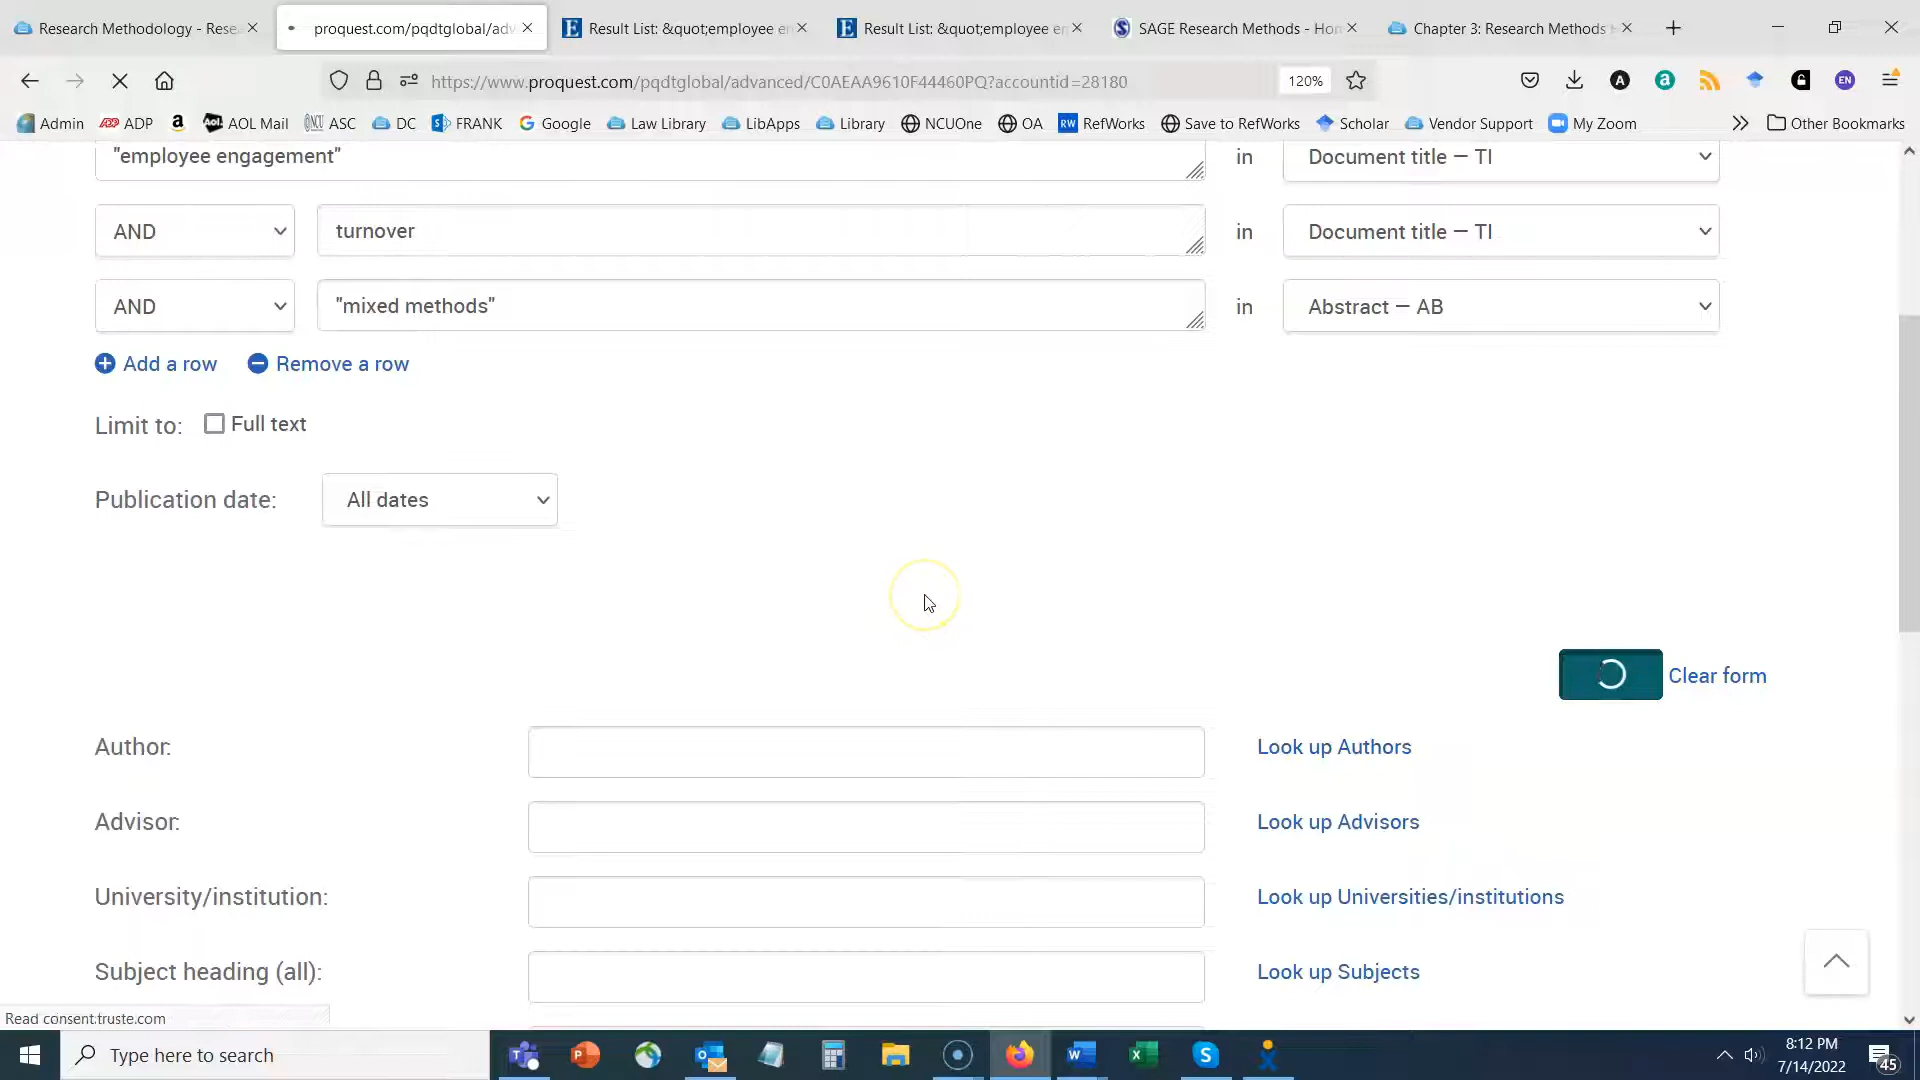 Research Methodology - Rese
proquest.com/pqdtglobal/adv
Result List: &quot;employee en
Result List: &quot;employee en
SAGE Research Methods - Hom
Chapter 3: Research Methods
https://www.proquest.com/pqdtglobal/advanced/C0AEAA9610F44460PQ?accountid=28180
120%
A
a
EN
Admin
ADP
AOL Mail
ASC
DC
FRANK
Google
Law Library
LibApps
Library
NCUOne
OA
RefWorks
Save to RefWorks
Scholar
Vendor Support
My Zoom
Other Bookmarks
"employee engagement"
in
Document title — TI
AND
turnover
in
Document title — TI
AND
"mixed methods"
in
Abstract — AB
Add a row
Remove a row
Limit to:
Full text
Publication date:
All dates
Clear form
Author:
Look up Authors
Advisor:
Look up Advisors
University/institution:
Look up Universities/institutions
Subject heading (all):
Look up Subjects
Read consent.truste.com
Type here to search
8:12 PM
7/14/2022
45